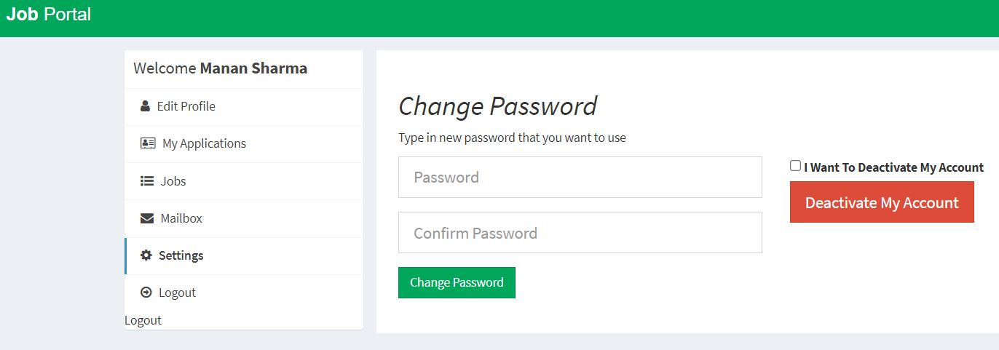 Job Portal
Welcome Manan Sharma
Edit Profile
My Applications
Jobs
Mailbox
Settings
Logout
Logout
Change Password
Type in new password that you want to use
Password
Confirm Password
Change Password
I Want To Deactivate My Account
Deactivate My Account